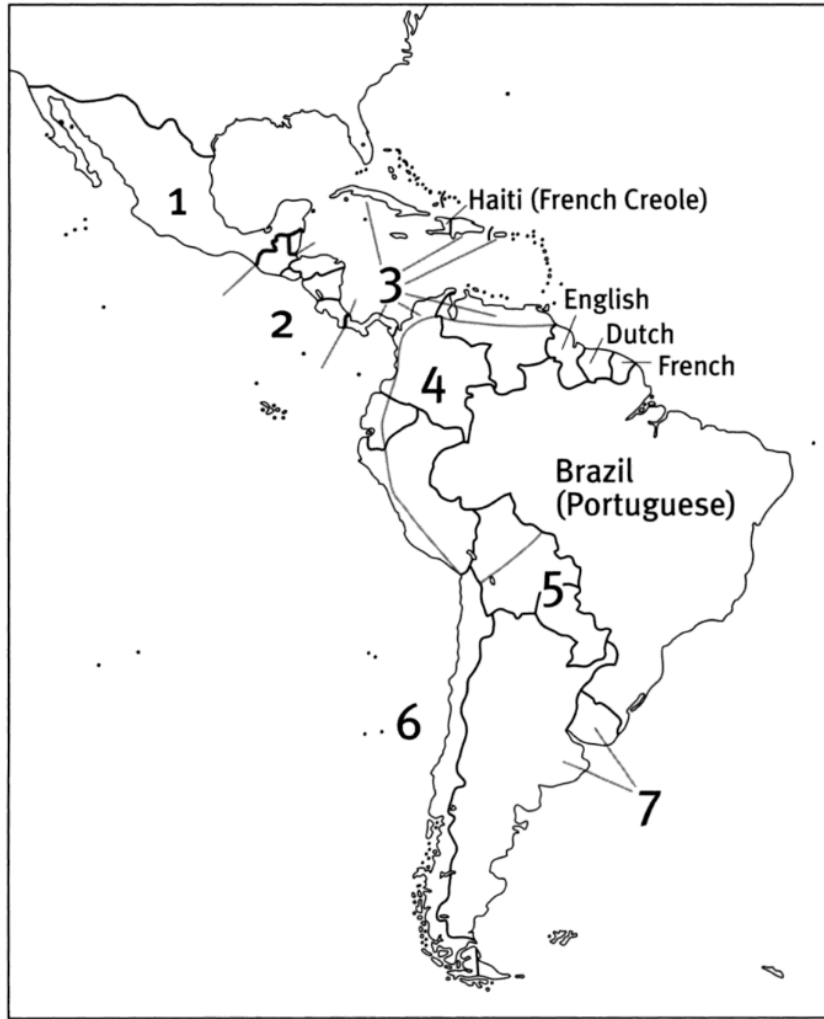 1
Haiti (French Creole)
3
2
English
Dutch
French
4
Brazil
(Portuguese)
5
6
7